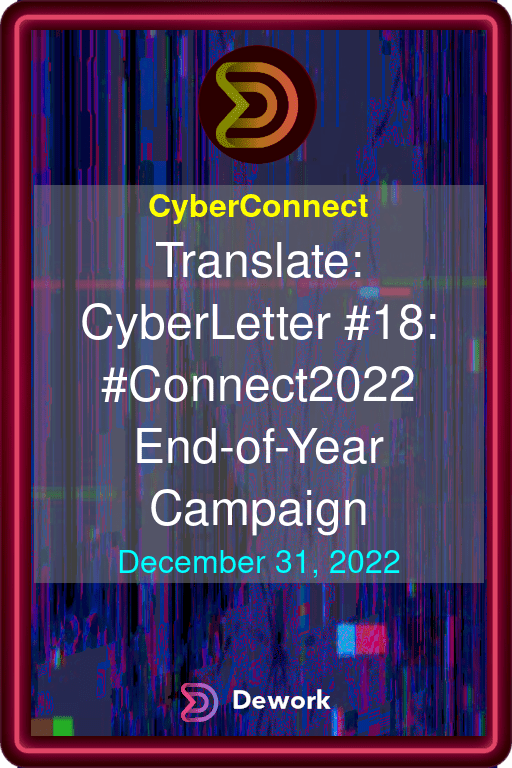 CyberConnect
Translate:
CyberLetter #18:
#Connect2022
End-of-Year
Campaign
December 31, 2022
Dework